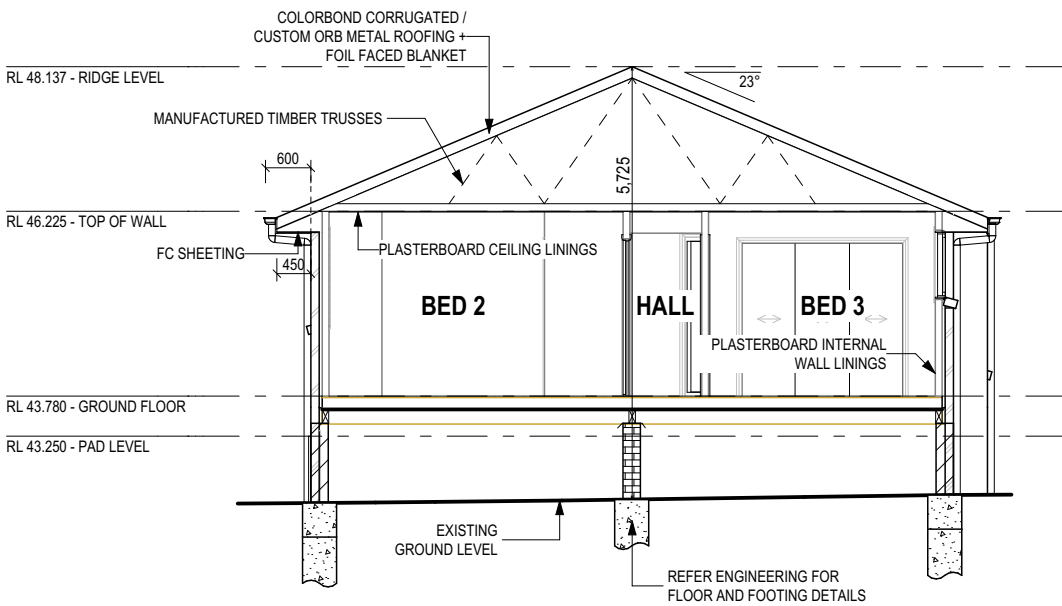 COLORBOND CORRUGATED /
CUSTOM ORB METAL ROOFING +
FOIL FACED BLANKET
RL 48.137 - RIDGE LEVEL
23°
MANUFACTURED TIMBER TRUSSES
600
5,725
RL 46.225 - TOP OF WALL
FC SHEETING
PLASTERBOARD CEILING LININGS
450
BED 2
HALL
BED 3
PLASTERBOARD INTERNAL
WALL LININGS
RL 43.780 - GROUND FLOOR
RL 43.250 - PAD LEVEL
EXISTING
GROUND LEVEL
REFER ENGINEERING FOR
FLOOR AND FOOTING DETAILS